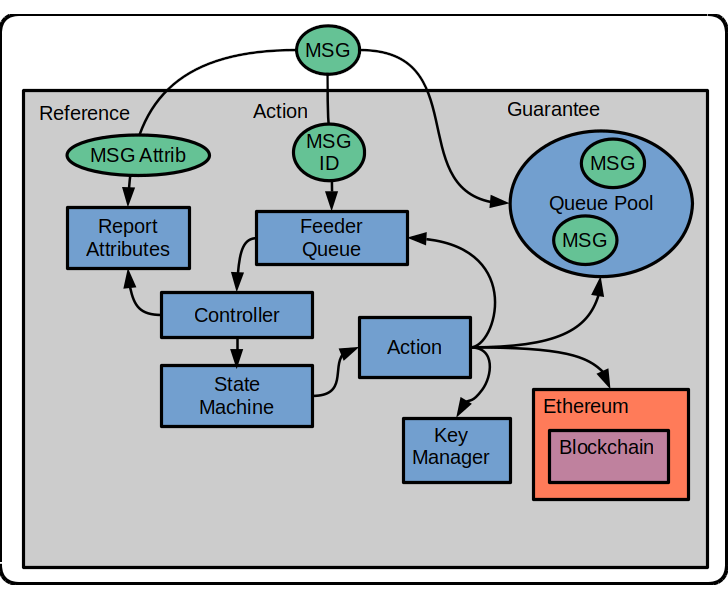 MSG
Reference
Action
Guarantee
MSG Attrib
MSG
ID
MSG
Queue Pool
MSG
Report
Attributes
Feeder
Queue
Controller
Action
State
Machine
Key
Manager
Ethereum
Blockchain